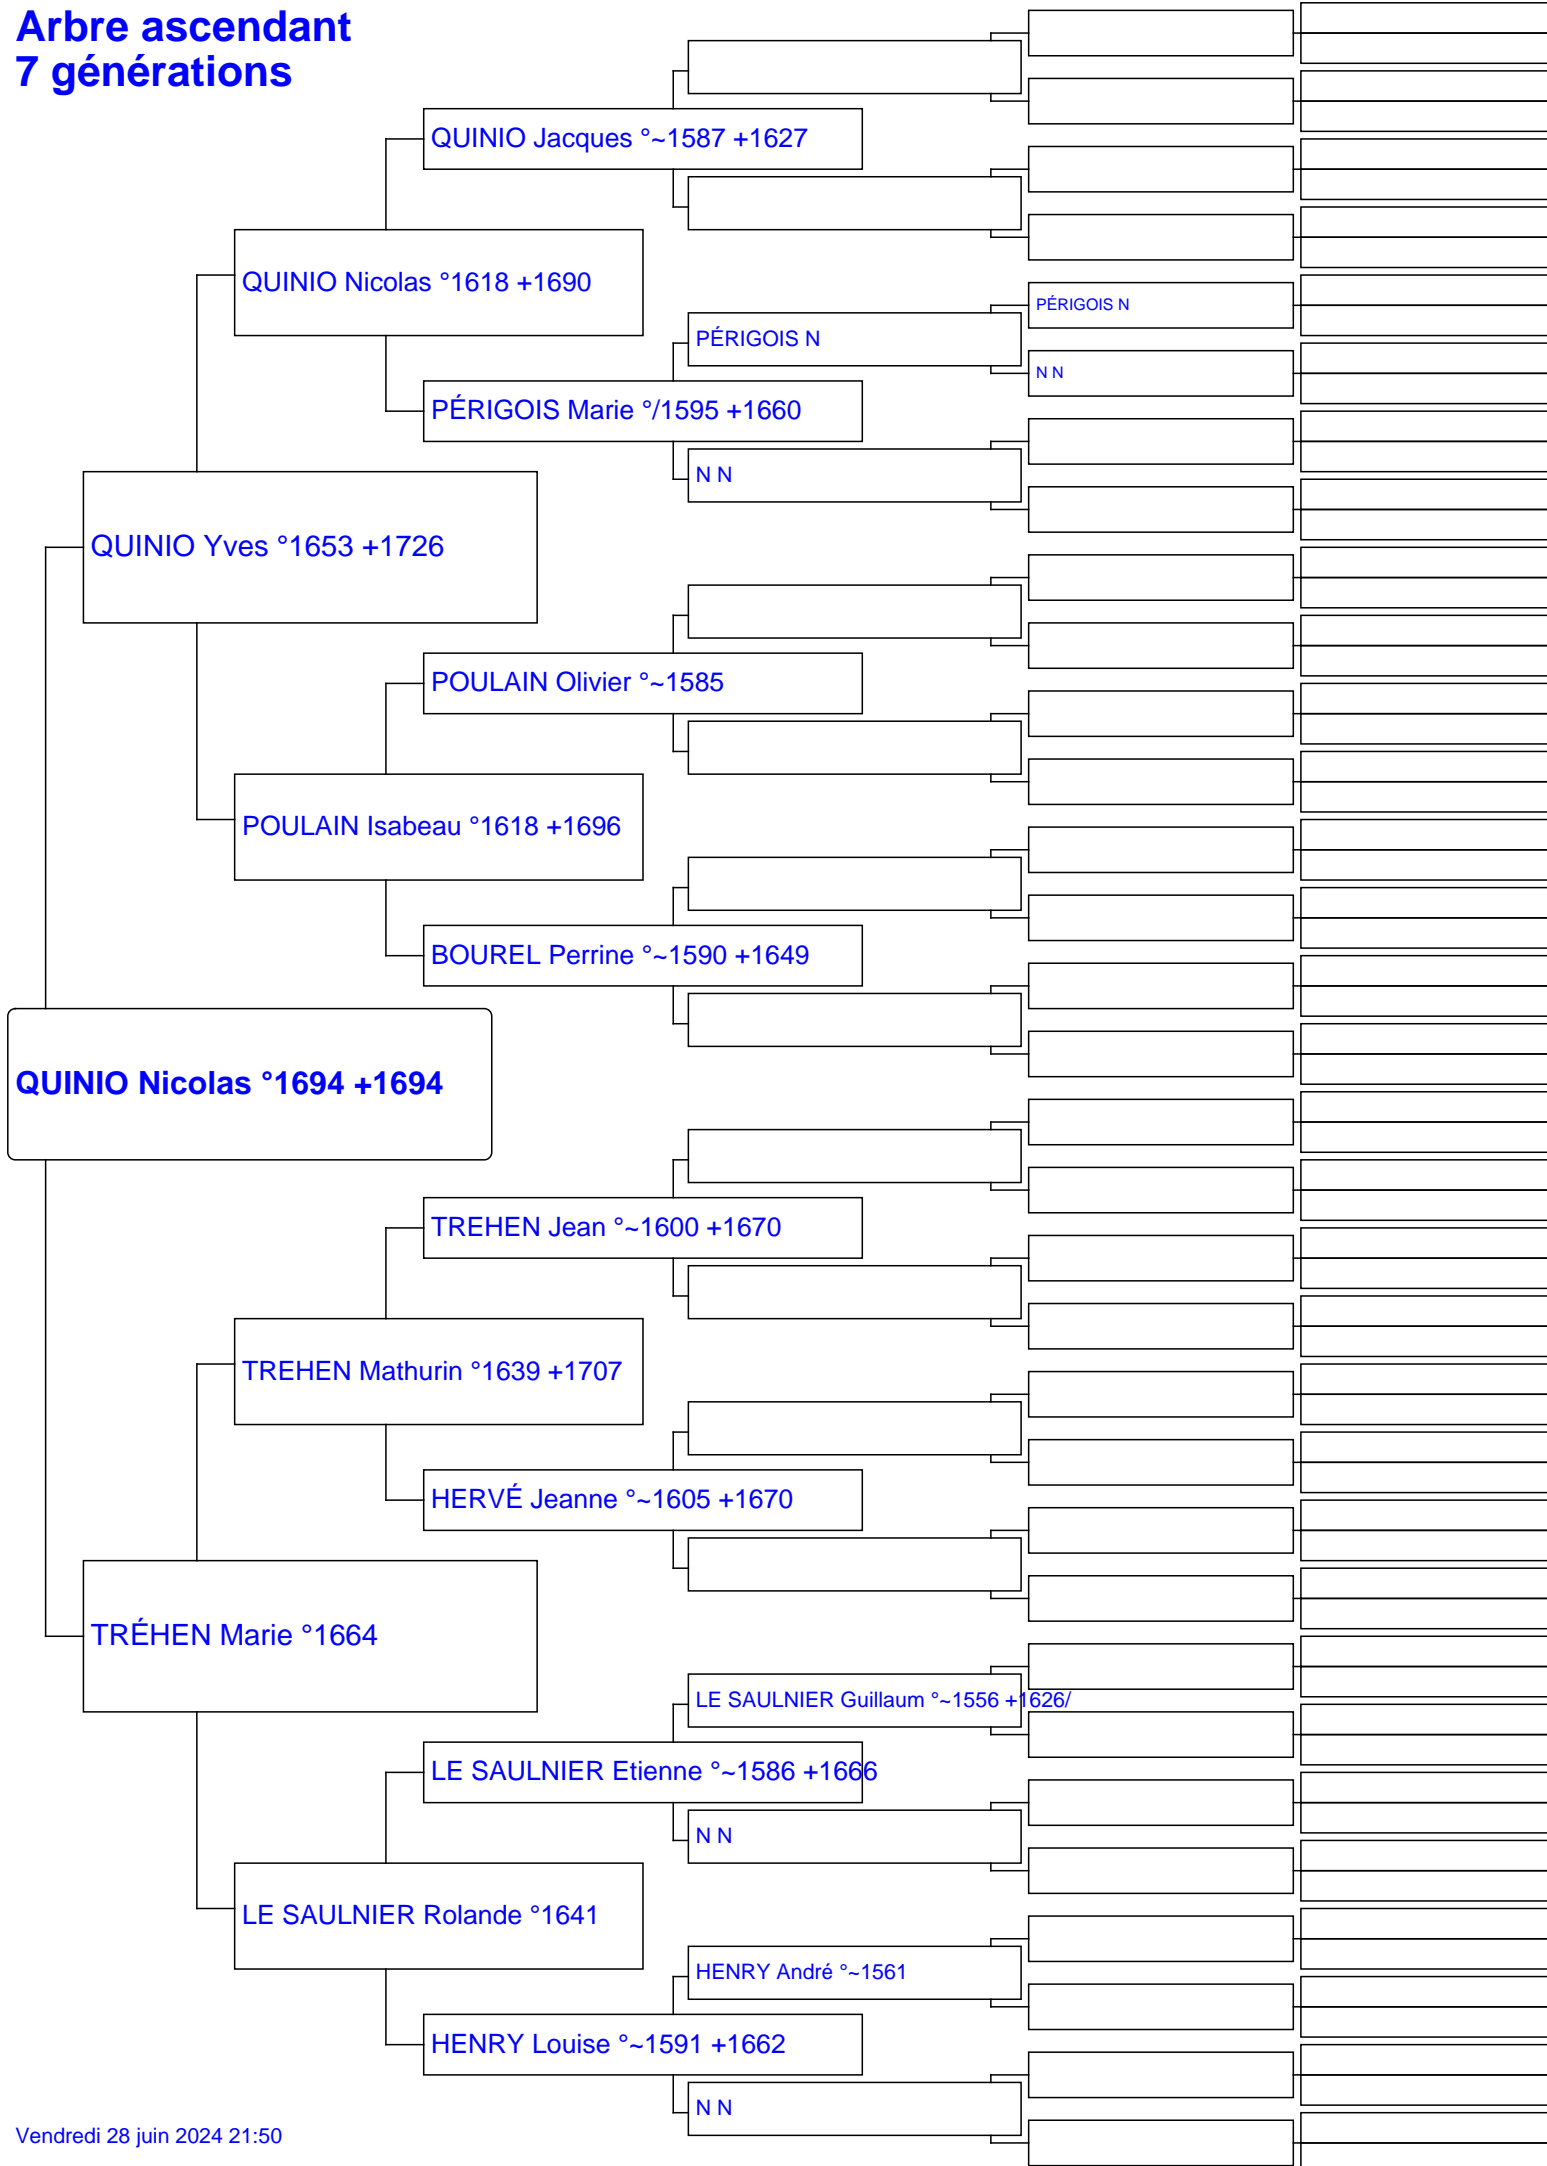 Arbre ascendant
7 générations
QUINIO Jacques °~1587 +1627
QUINIO Nicolas °1618 +1690
PÉRIGOIS N
PÉRIGOIS N
N N
PÉRIGOIS Marie °/1595 +1660
N N
QUINIO Yves °1653 +1726
POULAIN Olivier °~1585
POULAIN Isabeau °1618 +1696
BOUREL Perrine °~1590 +1649
QUINIO Nicolas °1694 +1694
TREHEN Jean °~1600 +1670
TREHEN Mathurin °1639 +1707
HERVÉ Jeanne °~1605 +1670
TRÉHEN Marie °1664
LE SAULNIER Guillaum °~1556 +1626/
LE SAULNIER Etienne °~1586 +1666
N N
LE SAULNIER Rolande °1641
HENRY André °~1561
HENRY Louise °~1591 +1662
N N
Vendredi 28 juin 2024 21:50